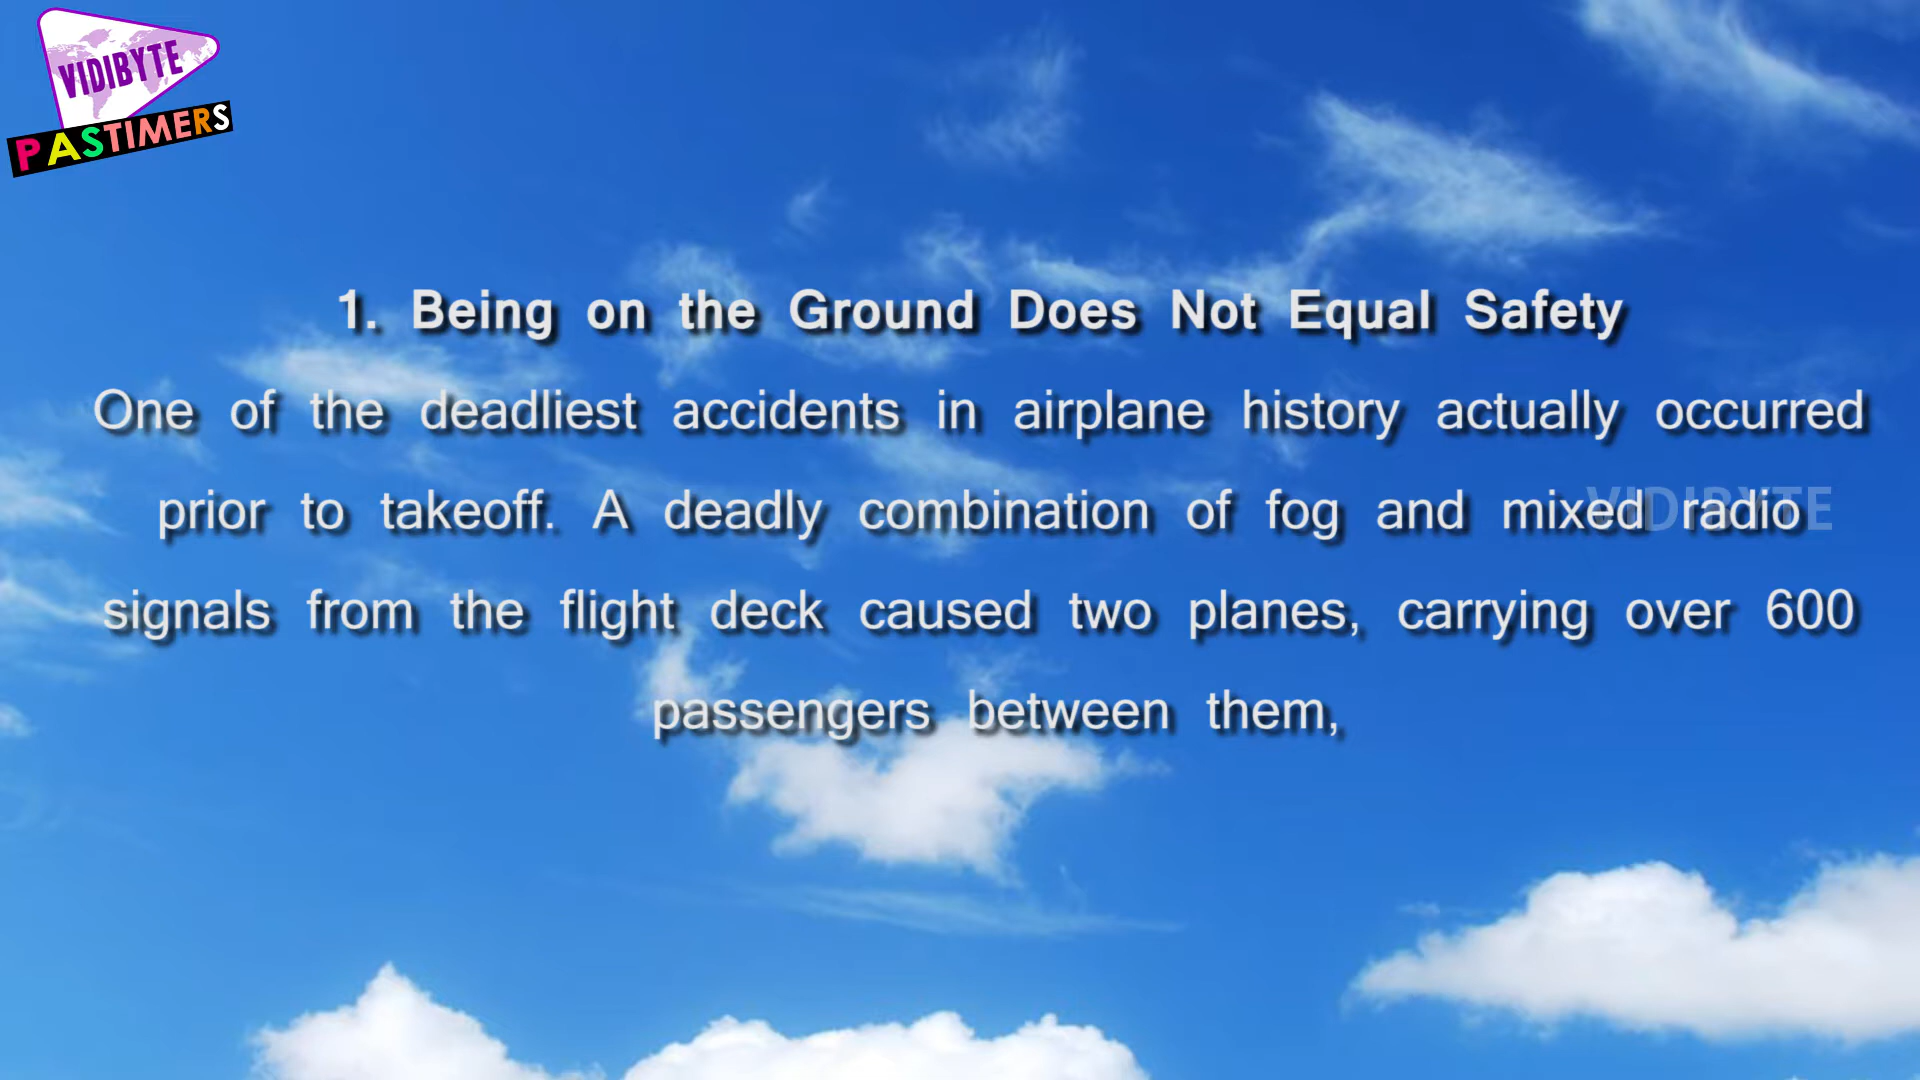 VIDIBYTE
PASTIMERS
1. Being on the Ground Does Not Equal Safety
One of the deadliest accidents in airplane history actually occurred
prior to takeoff. A deadly combination of fog and mixed radio
VIDIBYTE
signals from the flight deck caused two planes, carrying over 600
passengers between them,